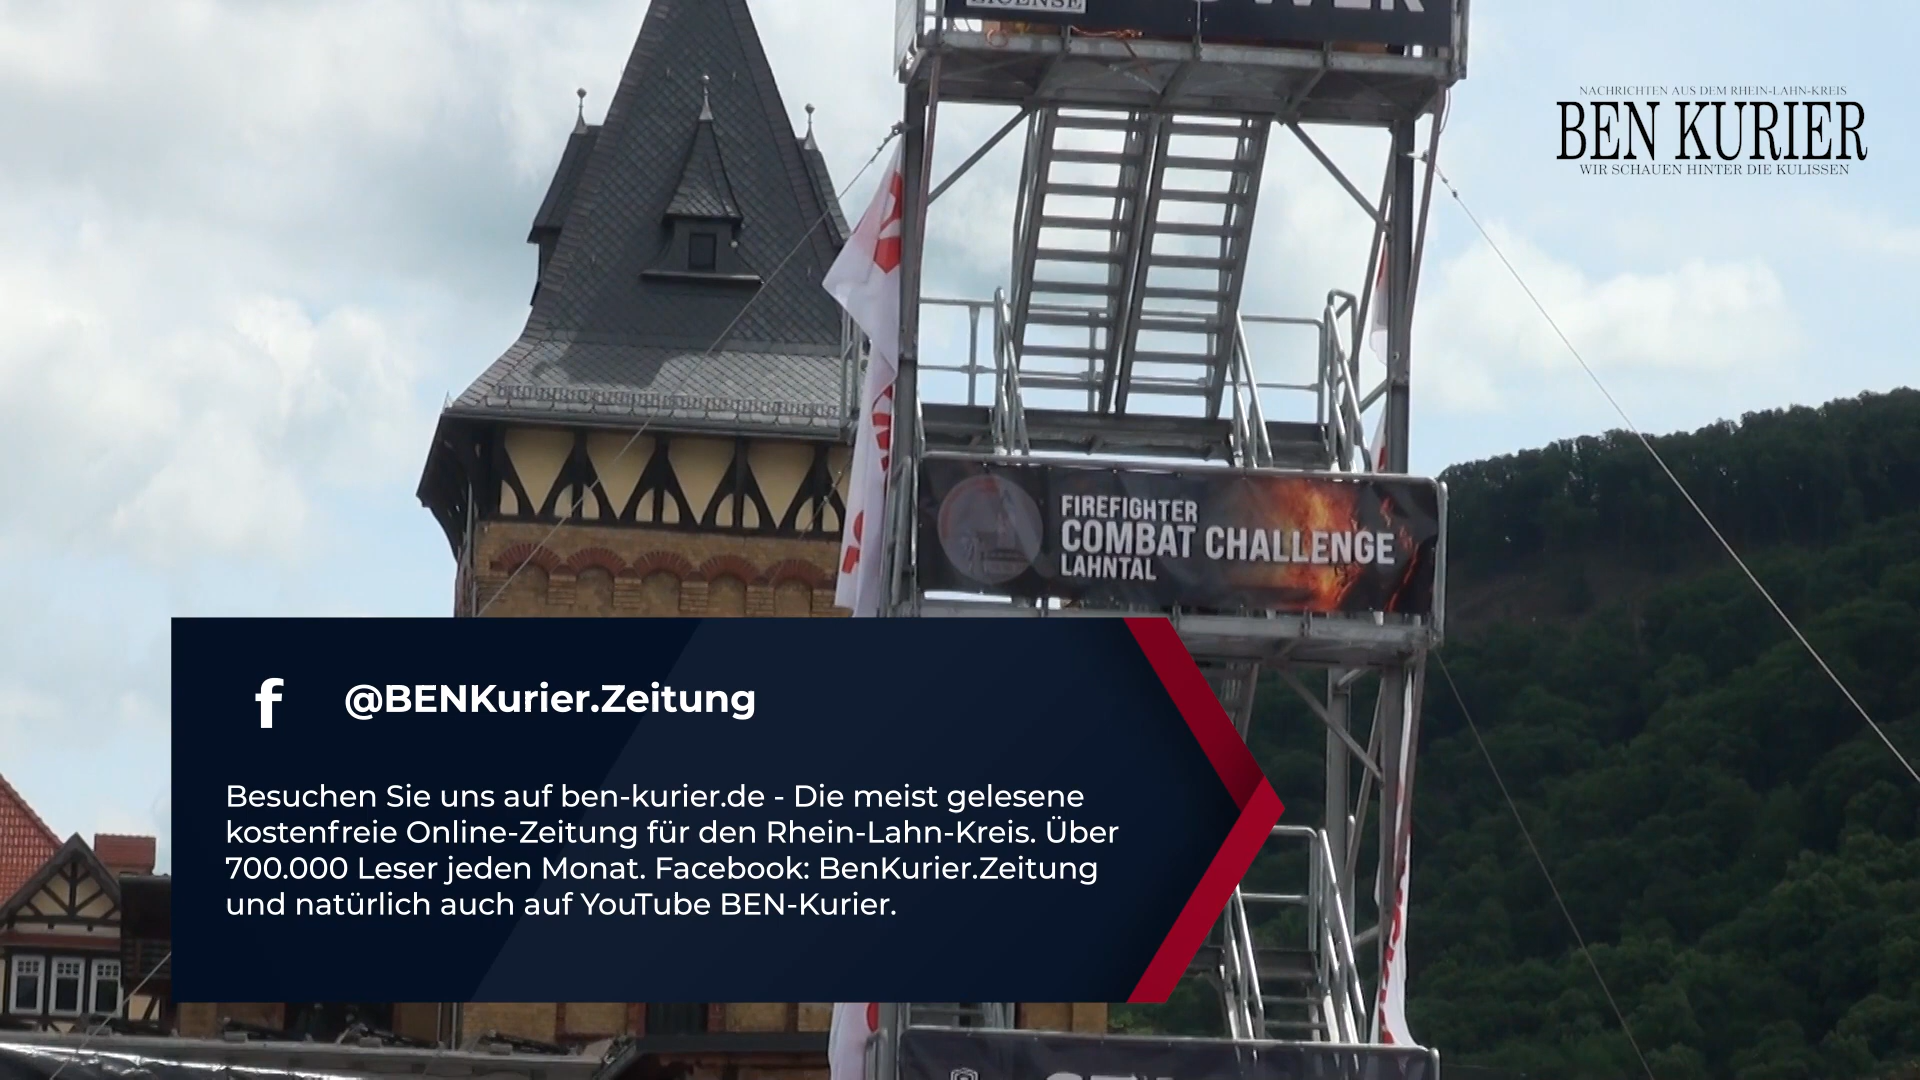 LICENSE
NACHRICHTEN AUS DEM RHEIN-LAHN-KREIS
BEN KURIER
WIR SCHAUEN HINTER DIE KULISSEN
FIREFIGHTER
COMBAT CHALLENGE
LAHNTAL
f @BENKurier.Zeitung
Besuchen Sie uns auf ben-kurier.de - Die meist gelesene
kostenfreie Online-Zeitung für den Rhein-Lahn-Kreis. Über
700.000 Leser jeden Monat. Facebook: BenKurier.Zeitung
und natürlich auch auf YouTube BEN-Kurier.